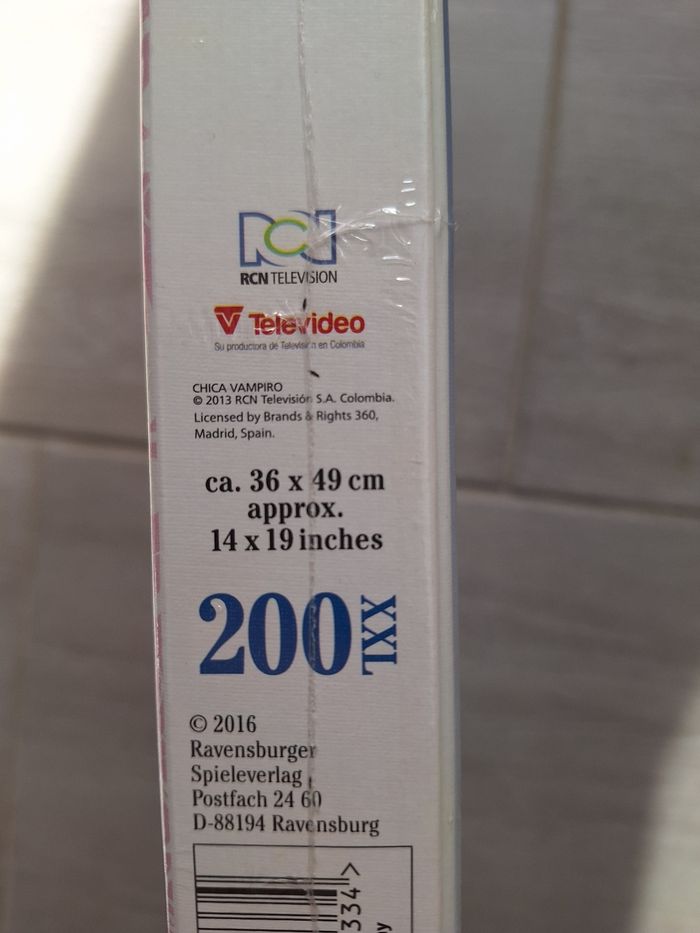 RCN
RCN TELEVISION
Televideo
Su productora de Televisión en Colombia
CHICA VAMPIRO
© 2013 RCN Televisión S.A. Colombia.
Licensed by Brands & Rights 360,
Madrid, Spain.
ca. 36 x 49 cm
approx.
14 x 19 inches
200 XXL
© 2016
Ravensburger
Spieleverlag
Postfach 24 60
D-88194 Ravensburg
334>